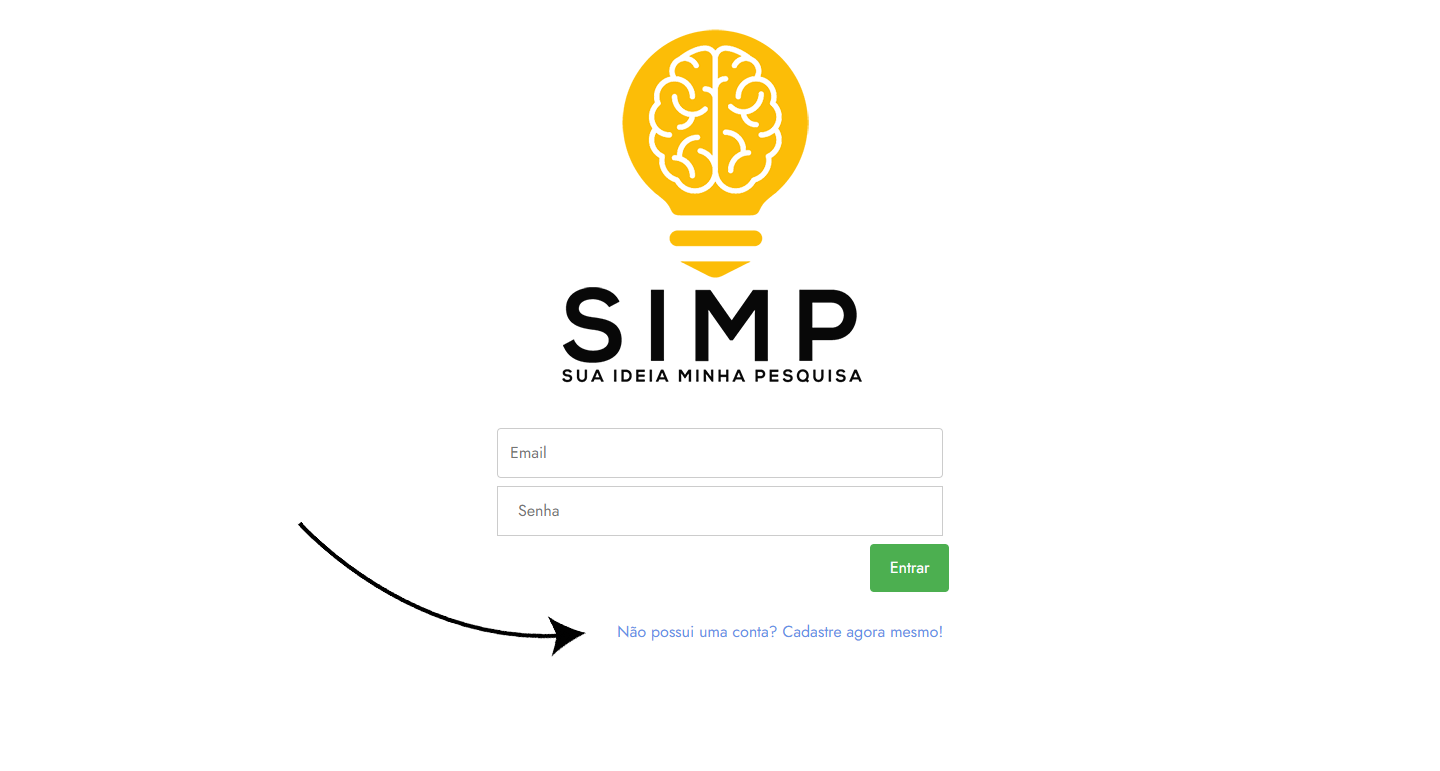 SIMP
SUA IDEIA MINHA PESQUISA
Email
Senha
Entrar
Não possui uma conta? Cadastre agora mesmo!